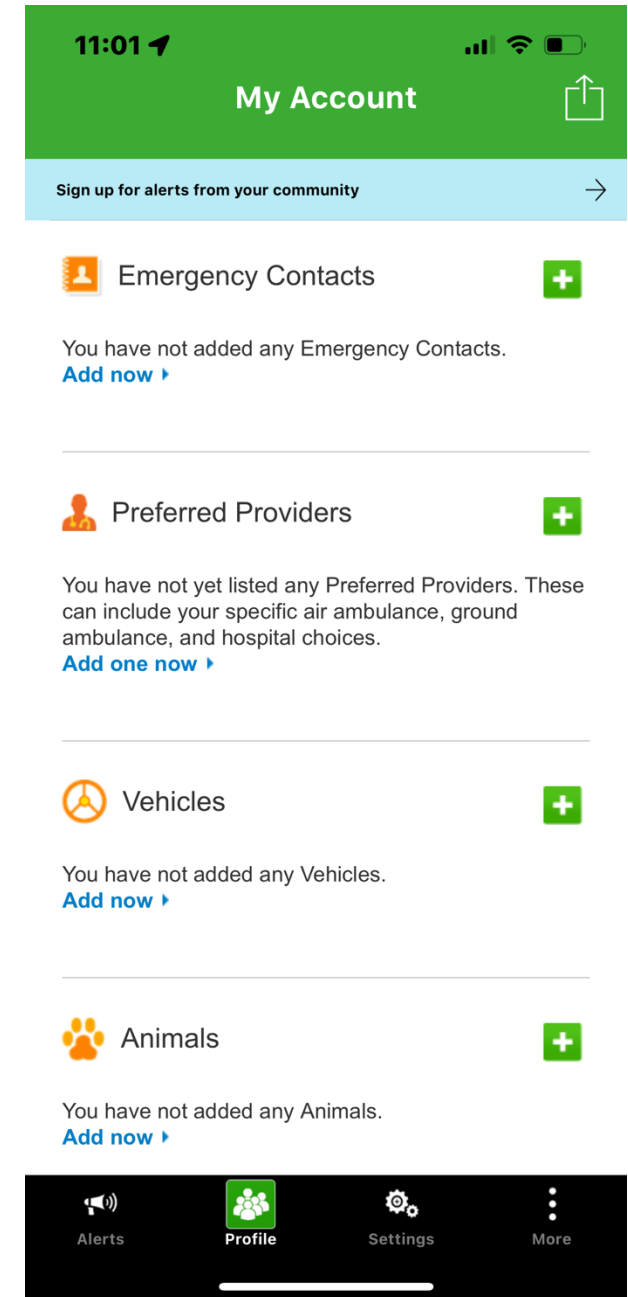 11:01
My Account
Sign up for alerts from your community
Emergency Contacts
You have not added any Emergency Contacts.
Add now
Preferred Providers
You have not yet listed any Preferred Providers. These
can include your specific air ambulance, ground
ambulance, and hospital choices.
Add one now
Vehicles
You have not added any Vehicles.
Add now
Animals
You have not added any Animals.
Add now
Alerts Profile Settings More